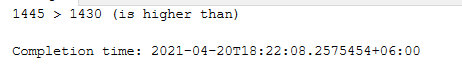 1445 > 1430 (is higher than)
Completion time: 2021-04-20T18:22:08.2575454+06:00